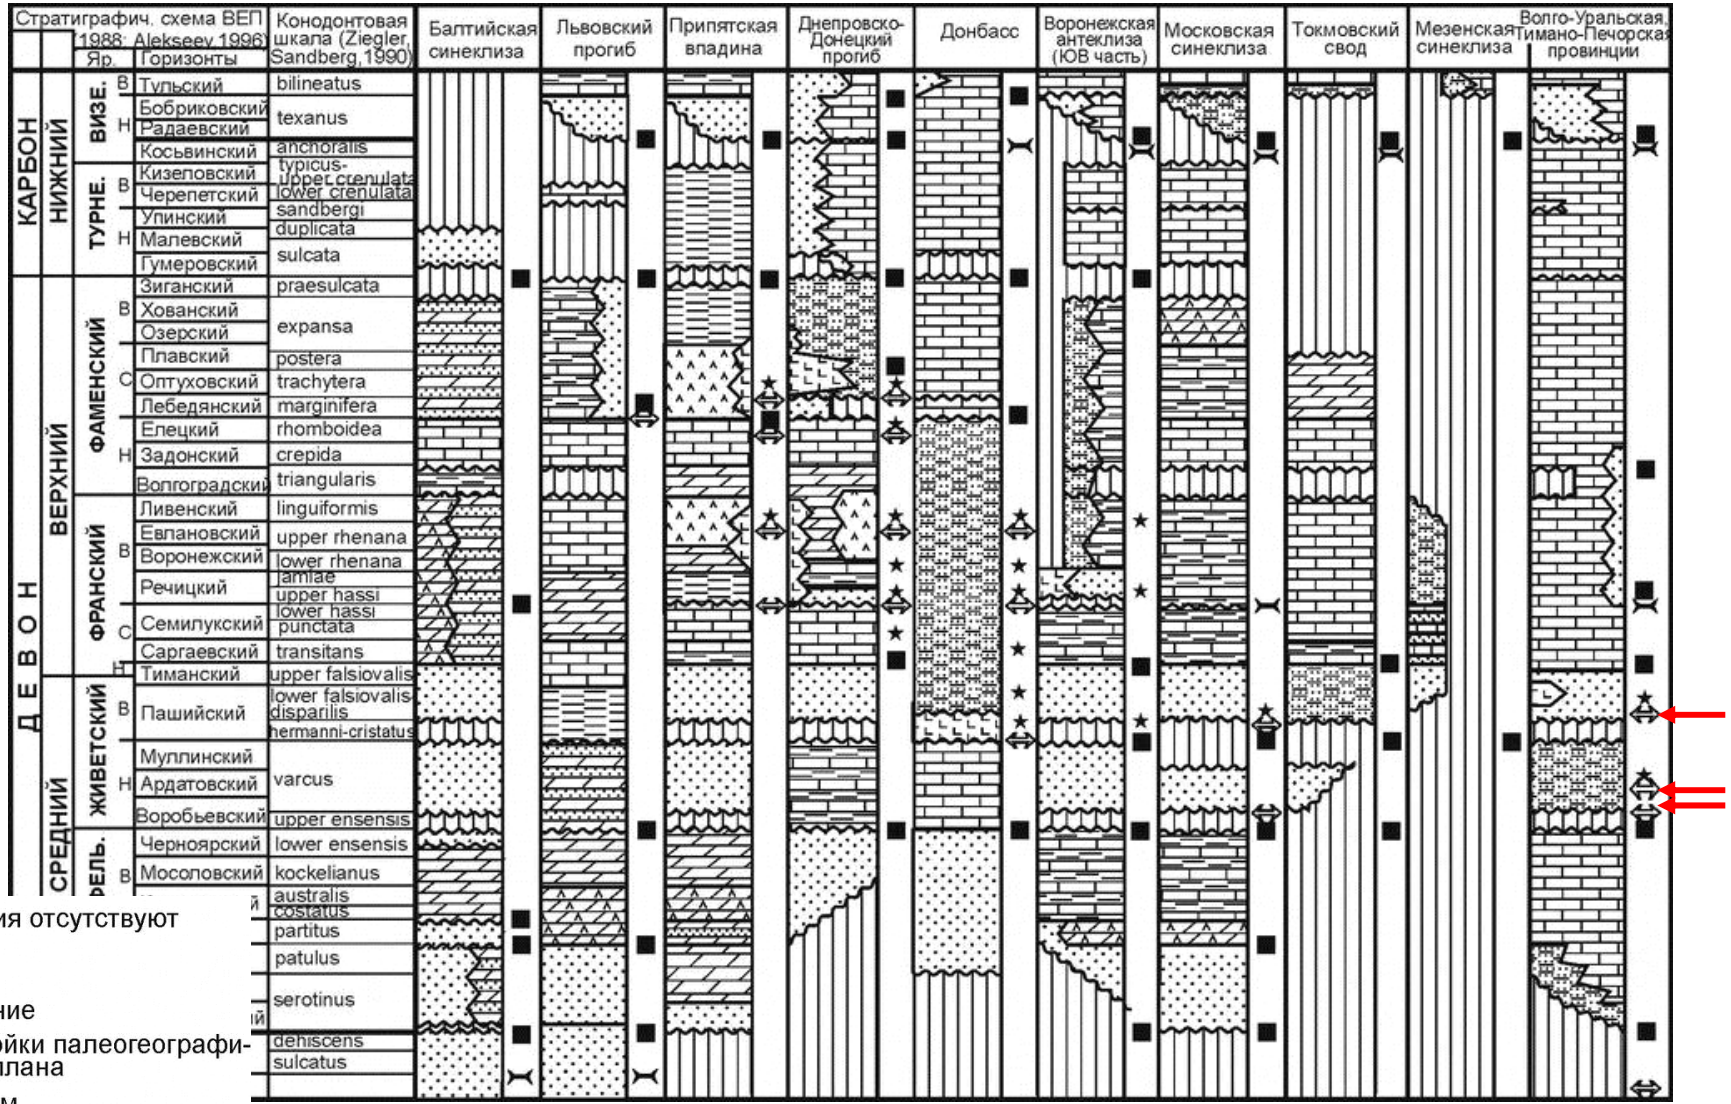 Стратиграфич. схема ВЕП
(1988; Alekseev, 1996)
Яр.
Горизонты
Конодонтовая
шкала (Ziegler,
Sandberg, 1990)
Балтийская
синеклиза
Львовский
прогиб
Припятская
впадина
Днепровско-
Донецкий
прогиб
Донбасс
Воронежская
антеклиза
(ЮВ часть)
Московская
синеклиза
Токмовский
свод
Мезенская
синеклиза
Волго-Уральская,
Тимано-Печорская
провинции
КАРБОН
НИЖНИЙ
ВИЗЕ.
В
Тульский
bilineatus
Н
Бобриковский
Радаевский
texanus
Косьвинский
anchoralis
ТУРНЕ.
В
Кизеловский
typicus-
upper crenulata
Черепетский
lower crenulata
Н
Упинский
sandbergi
Малевский
duplicata
Гумеровский
sulcata
ДЕВОН
ВЕРХНИЙ
ФАМЕНСКИЙ
Зиганский
praesulcata
В
Хованский
Озерский
expansa
С
Плавский
postera
Оптуховский
trachytera
Лебедянский
marginifera
Н
Елецкий
rhomboidea
Задонский
crepida
Волгоградский
triangularis
ФРАНСКИЙ
В
Ливенский
linguiformis
Евлановский
upper rhenana
Воронежский
lower rhenana
Речицкий
jamiae
upper hassi
С
Семилукский
lower hassi
punctata
Саргаевский
transitans
Н
Тиманский
upper falsiovalis
СРЕДНИЙ
ЖИВЕТСКИЙ
В
Пашийский
lower falsiovalis-
disparilis
hermanni-cristatus
Н
Муллинский
Ардатовский
varcus
Воробьевский
upper ensensis
Черноярский
lower ensensis
В
Мосоловский
kockelianus
australis
costatus
partitus
patulus
serotinus
dehiscens
sulcatus
ия отсутствуют
ние
ойки палеогеографи-
плана